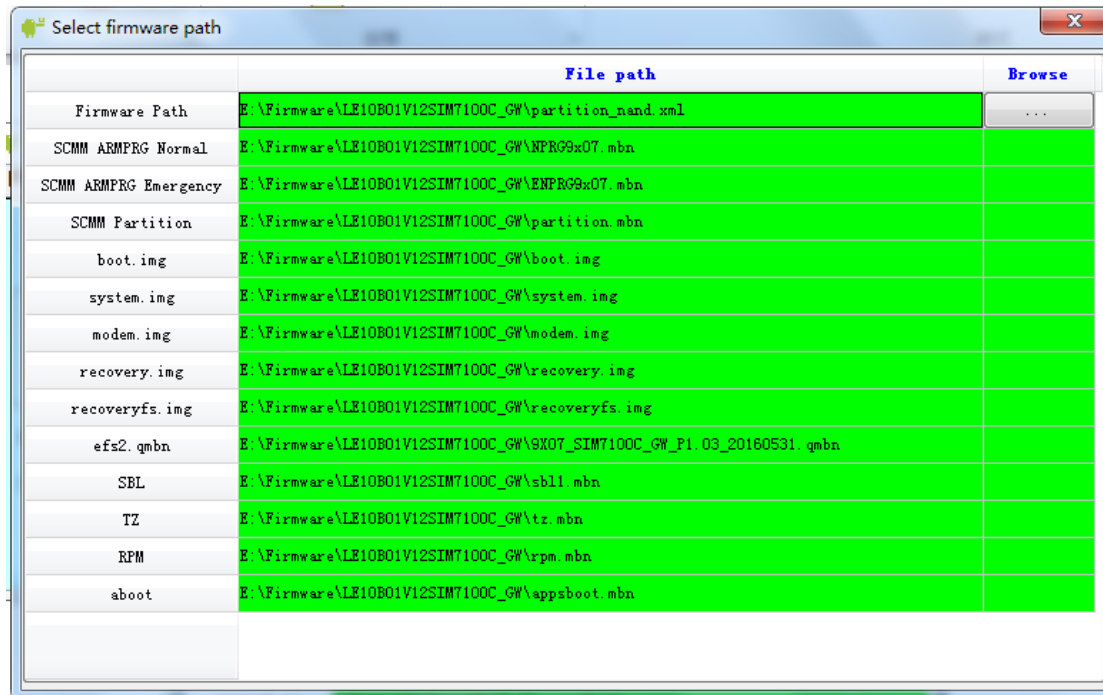 Select firmware path
File path Browse
Firmware Path E:\Firmware\LE10B01V12SIM7100C_GW\partition_nand.xml ...
SCMM ARMPRG Normal E:\Firmware\LE10B01V12SIM7100C_GW\NPRG9x07.mbn
SCMM ARMPRG Emergency E:\Firmware\LE10B01V12SIM7100C_GW\ENPRG9x07.mbn
SCMM Partition E:\Firmware\LE10B01V12SIM7100C_GW\partition.mbn
boot.img E:\Firmware\LE10B01V12SIM7100C_GW\boot.img
system.img E:\Firmware\LE10B01V12SIM7100C_GW\system.img
modem.img E:\Firmware\LE10B01V12SIM7100C_GW\modem.img
recovery.img E:\Firmware\LE10B01V12SIM7100C_GW\recovery.img
recoveryfs.img E:\Firmware\LE10B01V12SIM7100C_GW\recoveryfs.img
efs2.qmbn E:\Firmware\LE10B01V12SIM7100C_GW\9X07_SIM7100C_GW_P1.03_20160531.qmbn
SBL E:\Firmware\LE10B01V12SIM7100C_GW\sbl1.mbn
TZ E:\Firmware\LE10B01V12SIM7100C_GW\tz.mbn
RPM E:\Firmware\LE10B01V12SIM7100C_GW\rpm.mbn
aboot E:\Firmware\LE10B01V12SIM7100C_GW\appsboot.mbn